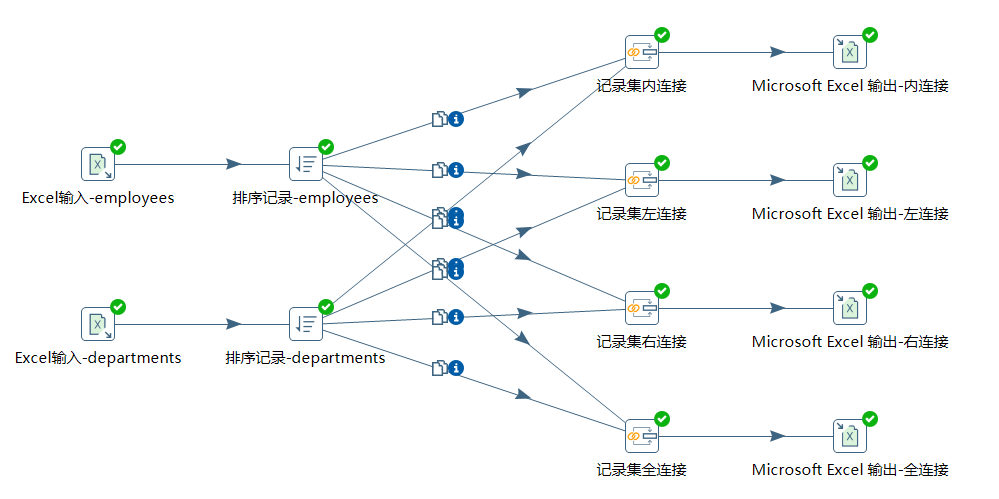 记录集内连接
Microsoft Excel 输出-内连接
Excel输入-employees
排序记录-employees
记录集左连接
Microsoft Excel 输出-左连接
Excel输入-departments
排序记录-departments
记录集右连接
Microsoft Excel 输出-右连接
记录集全连接
Microsoft Excel 输出-全连接